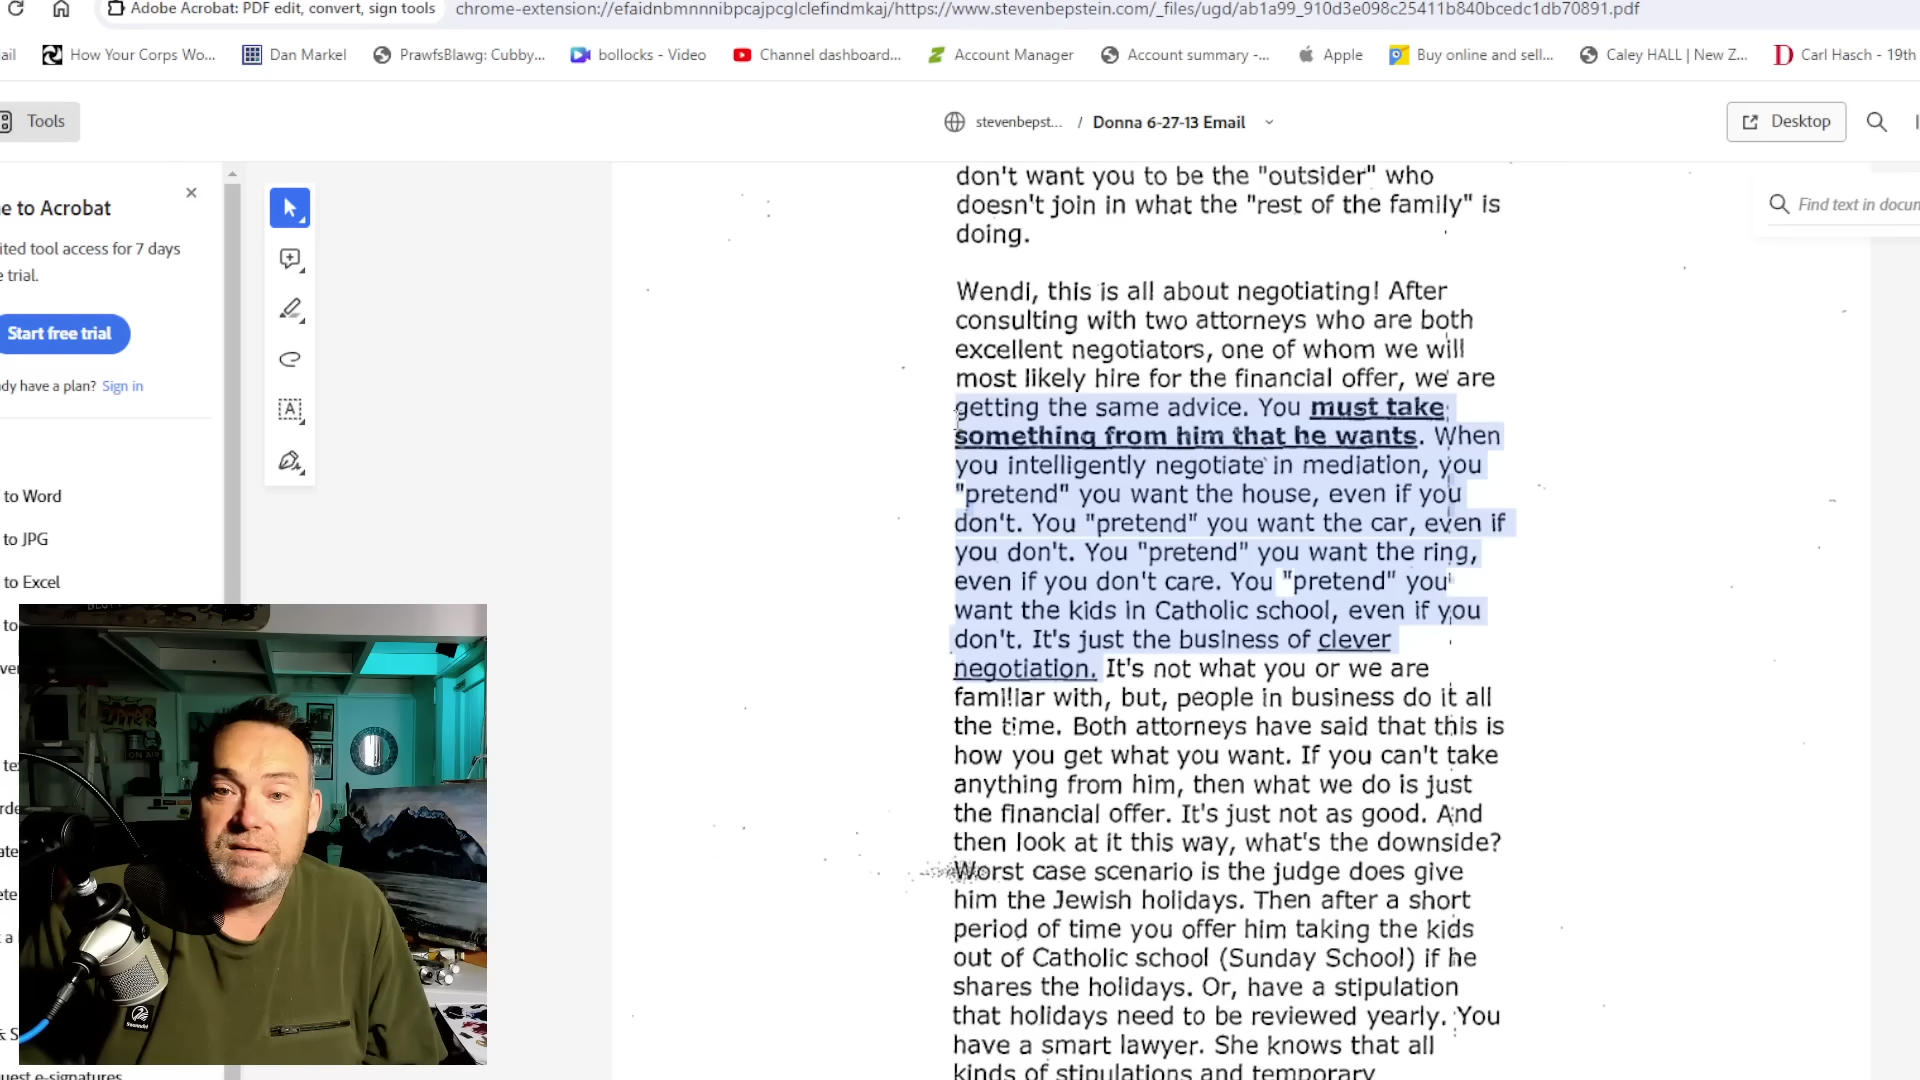 Adobe Acrobat: PDF edit, convert, sign tools
chrome-extension://efaidnbmnnnibpcajpcglclefindmkaj/https://www.stevenbepstein.com/_files/ugd/ab1a99_910d3e098c25411b840bcedc1db70891.pdf
ail
How Your Corps Wo...
Dan Markel
PrawfsBlawg: Cubby...
bollocks - Video
Channel dashboard...
Account Manager
Account summary -...
Apple
Buy online and sell...
Caley HALL | New Z...
Carl Hasch - 19th
Tools
stevenbepst... / Donna 6-27-13 Email
Desktop
Find text in docun
e to Acrobat
ited tool access for 7 days
e trial.
Start free trial
dy have a plan? Sign in
to Word
to JPG
to Excel
to
ver
te
rde
ate
ete
t a
& S
uest e-signatures
A
don't want you to be the "outsider" who
doesn't join in what the "rest of the family" is
doing.
Wendi, this is all about negotiating! After
consulting with two attorneys who are both
excellent negotiators, one of whom we will
most likely hire for the financial offer, we are
getting the same advice. You must take
something from him that he wants. When
you intelligently negotiate in mediation, you
"pretend" you want the house, even if you
don't. You "pretend" you want the car, even if
you don't. You "pretend" you want the ring,
even if you don't care. You "pretend" you
want the kids in Catholic school, even if you
don't. It's just the business of clever
negotiation. It's not what you or we are
familiar with, but, people in business do it all
the time. Both attorneys have said that this is
how you get what you want. If you can't take
anything from him, then what we do is just
the financial offer. It's just not as good. And
then look at it this way, what's the downside?
Worst case scenario is the judge does give
him the Jewish holidays. Then after a short
period of time you offer him taking the kids
out of Catholic school (Sunday School) if he
shares the holidays. Or, have a stipulation
that holidays need to be reviewed yearly. You
have a smart lawyer. She knows that all
kinds of stipulations and temporary
ON AIR